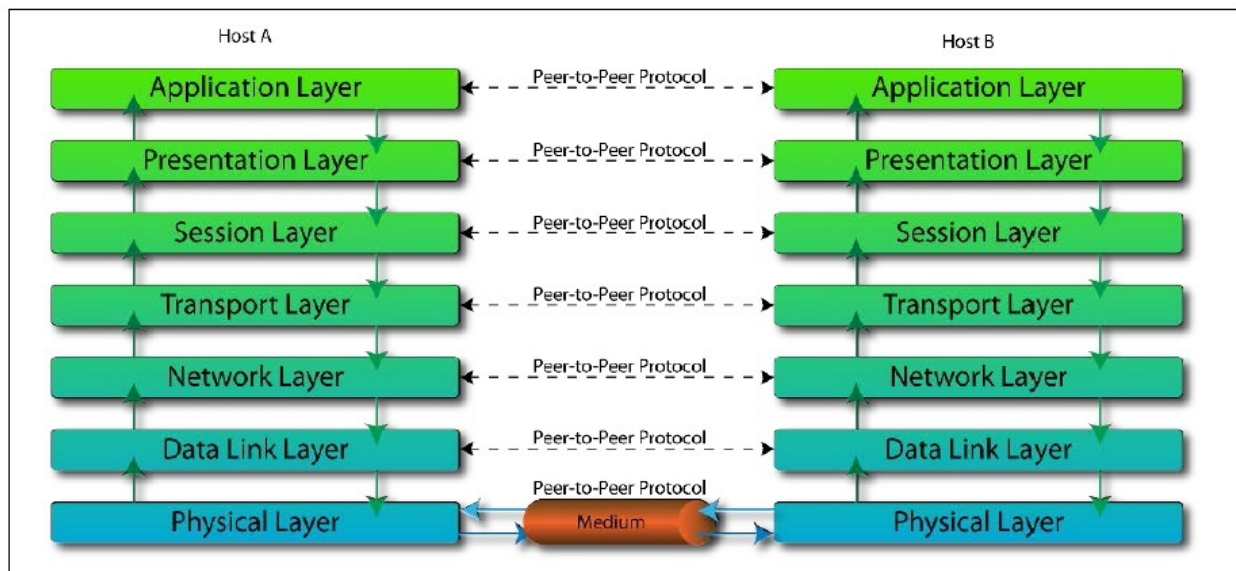 Host A
Host B
Application Layer
Peer-to-Peer Protocol
Application Layer
Presentation Layer
Peer-to-Peer Protocol
Presentation Layer
Session Layer
Peer-to-Peer Protocol
Session Layer
Transport Layer
Peer-to-Peer Protocol
Transport Layer
Network Layer
Peer-to-Peer Protocol
Network Layer
Data Link Layer
Peer-to-Peer Protocol
Data Link Layer
Peer-to-Peer Protocol
Physical Layer
Medium
Physical Layer